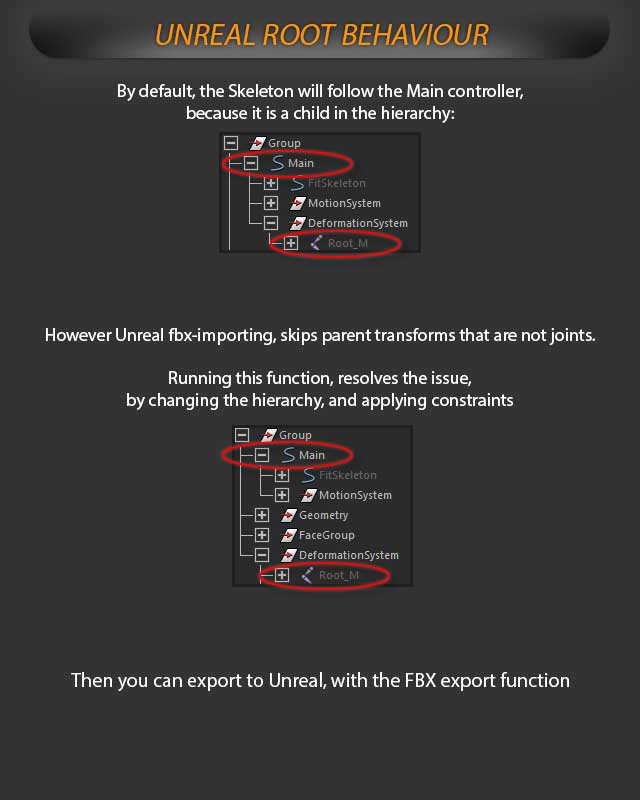 UNREAL ROOT BEHAVIOUR
By default, the Skeleton will follow the Main controller,
because it is a child in the hierarchy:
Group
Main
FitSkeleton
MotionSystem
DeformationSystem
Root_M
However Unreal fbx-importing, skips parent transforms that are not joints.
Running this function, resolves the issue,
by changing the hierarchy, and applying constraints
Group
Main
FitSkeleton
MotionSystem
Geometry
FaceGroup
DeformationSystem
Root_M
Then you can export to Unreal, with the FBX export function